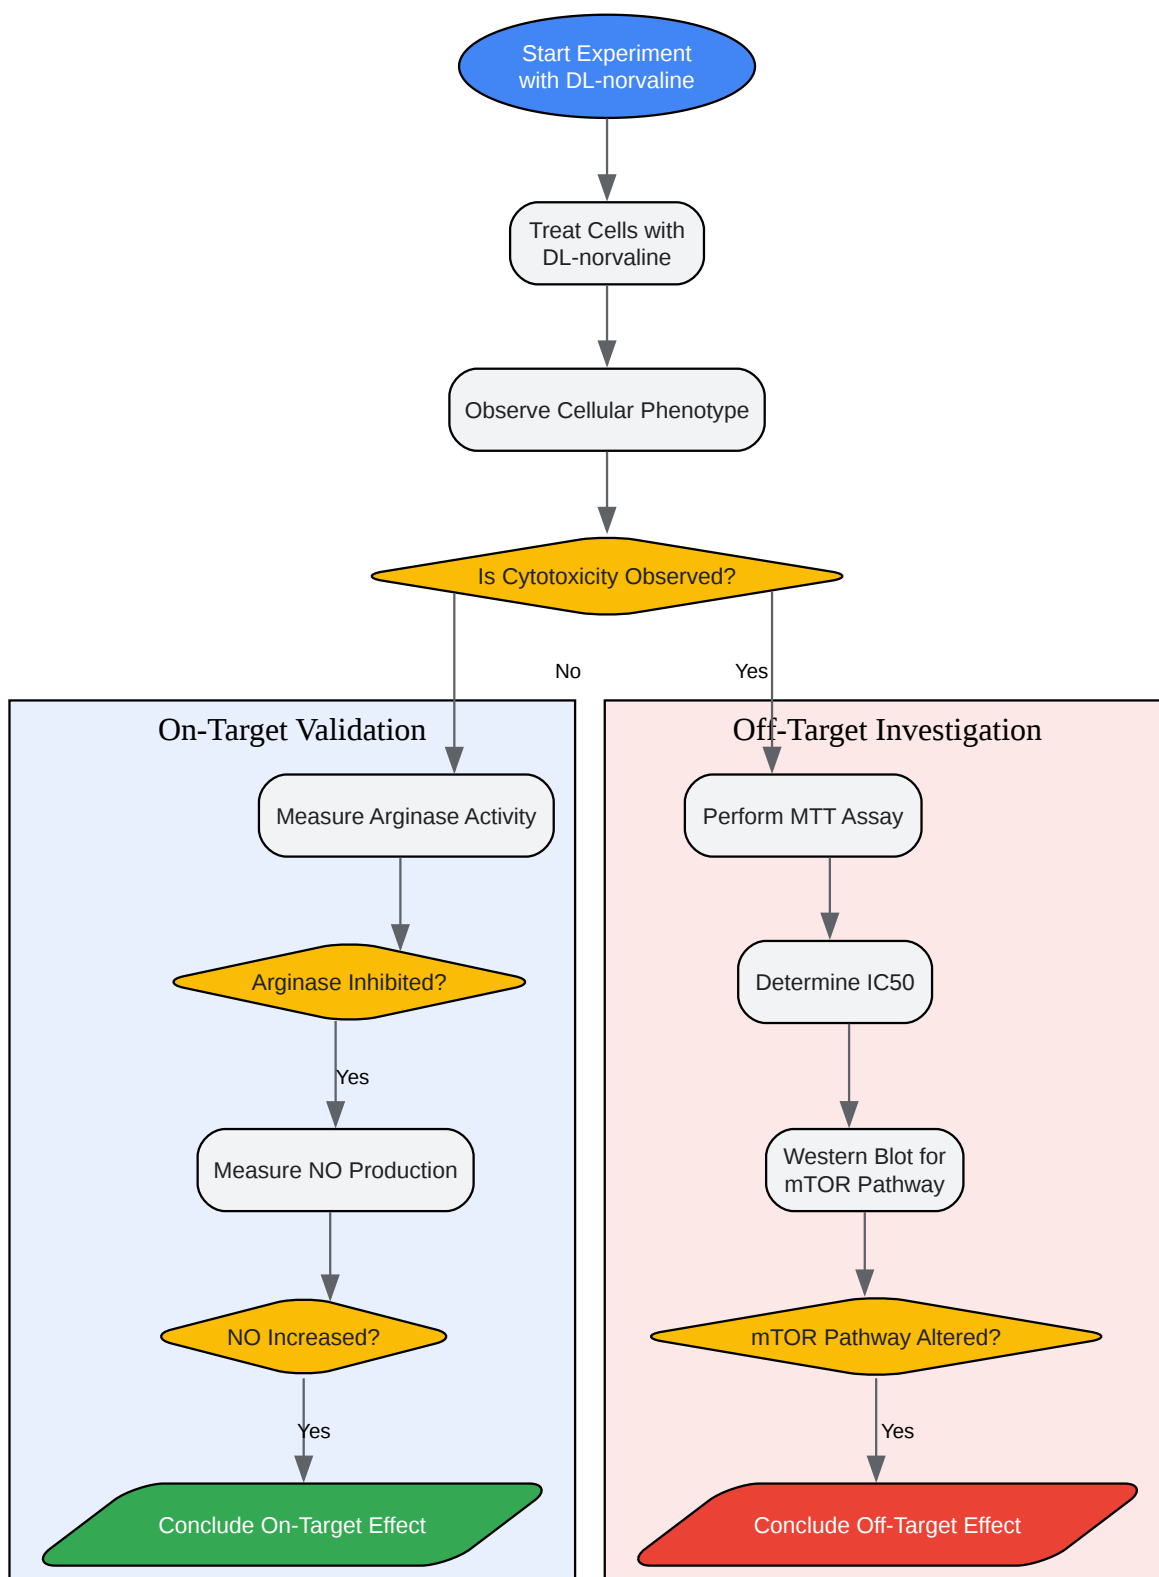 Start Experiment
with DL-norvaline
Treat Cells with
DL-norvaline
Observe Cellular Phenotype
Is Cytotoxicity Observed?
No
Yes
On-Target Validation
Measure Arginase Activity
Arginase Inhibited?
Yes
Measure NO Production
NO Increased?
Yes
Conclude On-Target Effect
Off-Target Investigation
Perform MTT Assay
Determine IC50
Western Blot for
mTOR Pathway
mTOR Pathway Altered?
Yes
Conclude Off-Target Effect